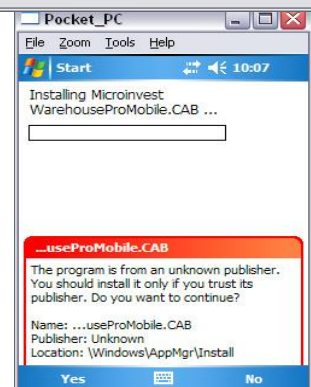 Pocket_PC
File Zoom Tools Help
Start 10:07
Installing Microinvest
WarehouseProMobile.CAB ...
...useProMobile.CAB
The program is from an unknown publisher.
You should install it only if you trust its
publisher. Do you want to continue?
Name: ...useProMobile.CAB
Publisher: Unknown
Location: \Windows\AppMgr\Install
Yes No